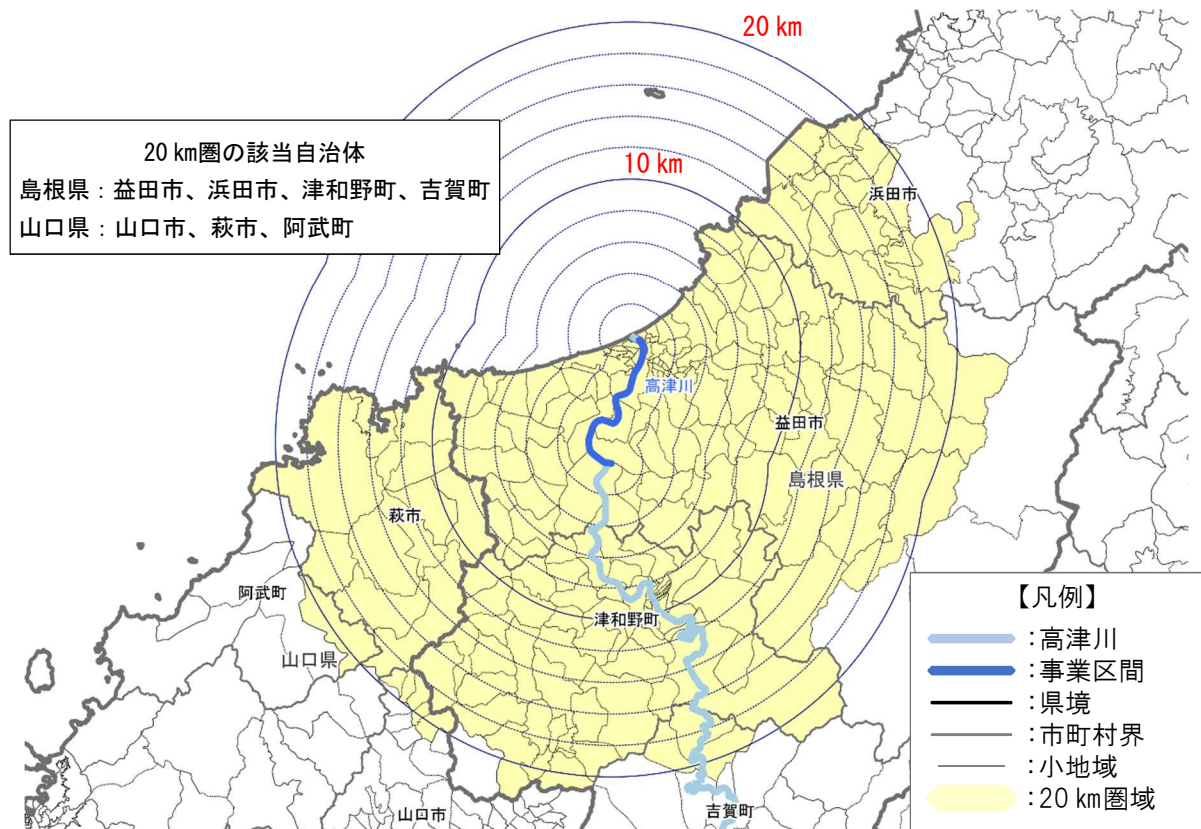 20 km
20 km圏の該当自治体
島根県：益田市、浜田市、津和野町、吉賀町
山口県：山口市、萩市、阿武町
10 km
浜田市
高津川
益田市
島根県
萩市
阿武町
津和野町
山口県
山口市
吉賀町
【凡例】
：高津川
：事業区間
：県境
：市町村界
：小地域
：20 km圏域